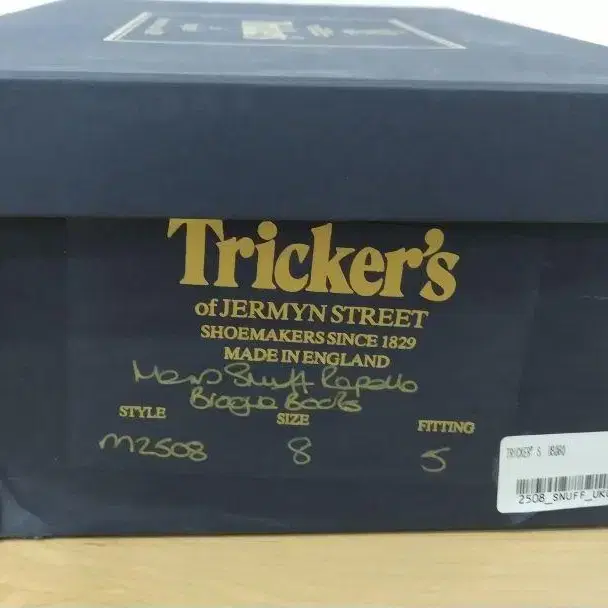 Tricker's
of JERMYN STREET
SHOEMAKERS SINCE 1829
MADE IN ENGLAND
Mens Snuff Rapallo
Brogue Boots
STYLE SIZE FITTING
M2508 8 5
TRICKER'S
2508_SNUFF_UK